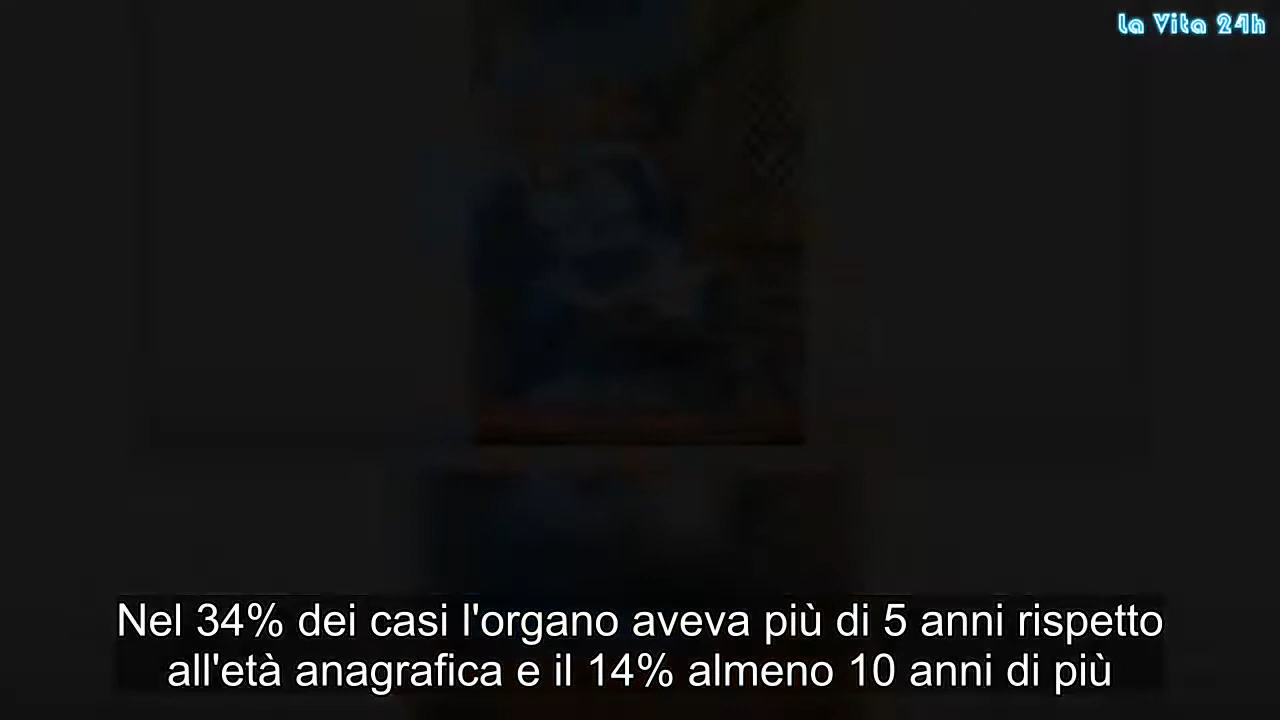 La Vita 24h
Nel 34% dei casi l'organo aveva più di 5 anni rispetto
all'età anagrafica e il 14% almeno 10 anni di più